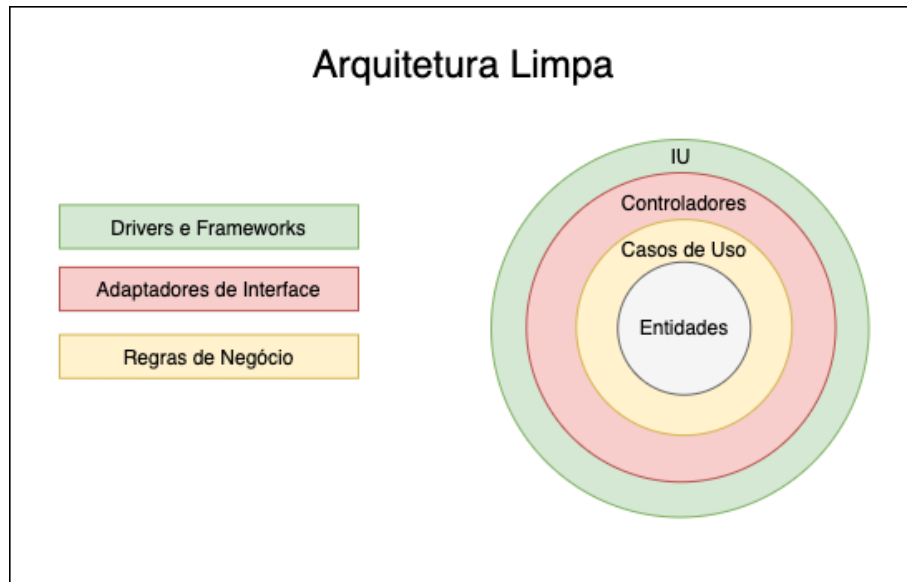 Arquitetura Limpa
Drivers e Frameworks
Adaptadores de Interface
Regras de Negócio
IU
Controladores
Casos de Uso
Entidades